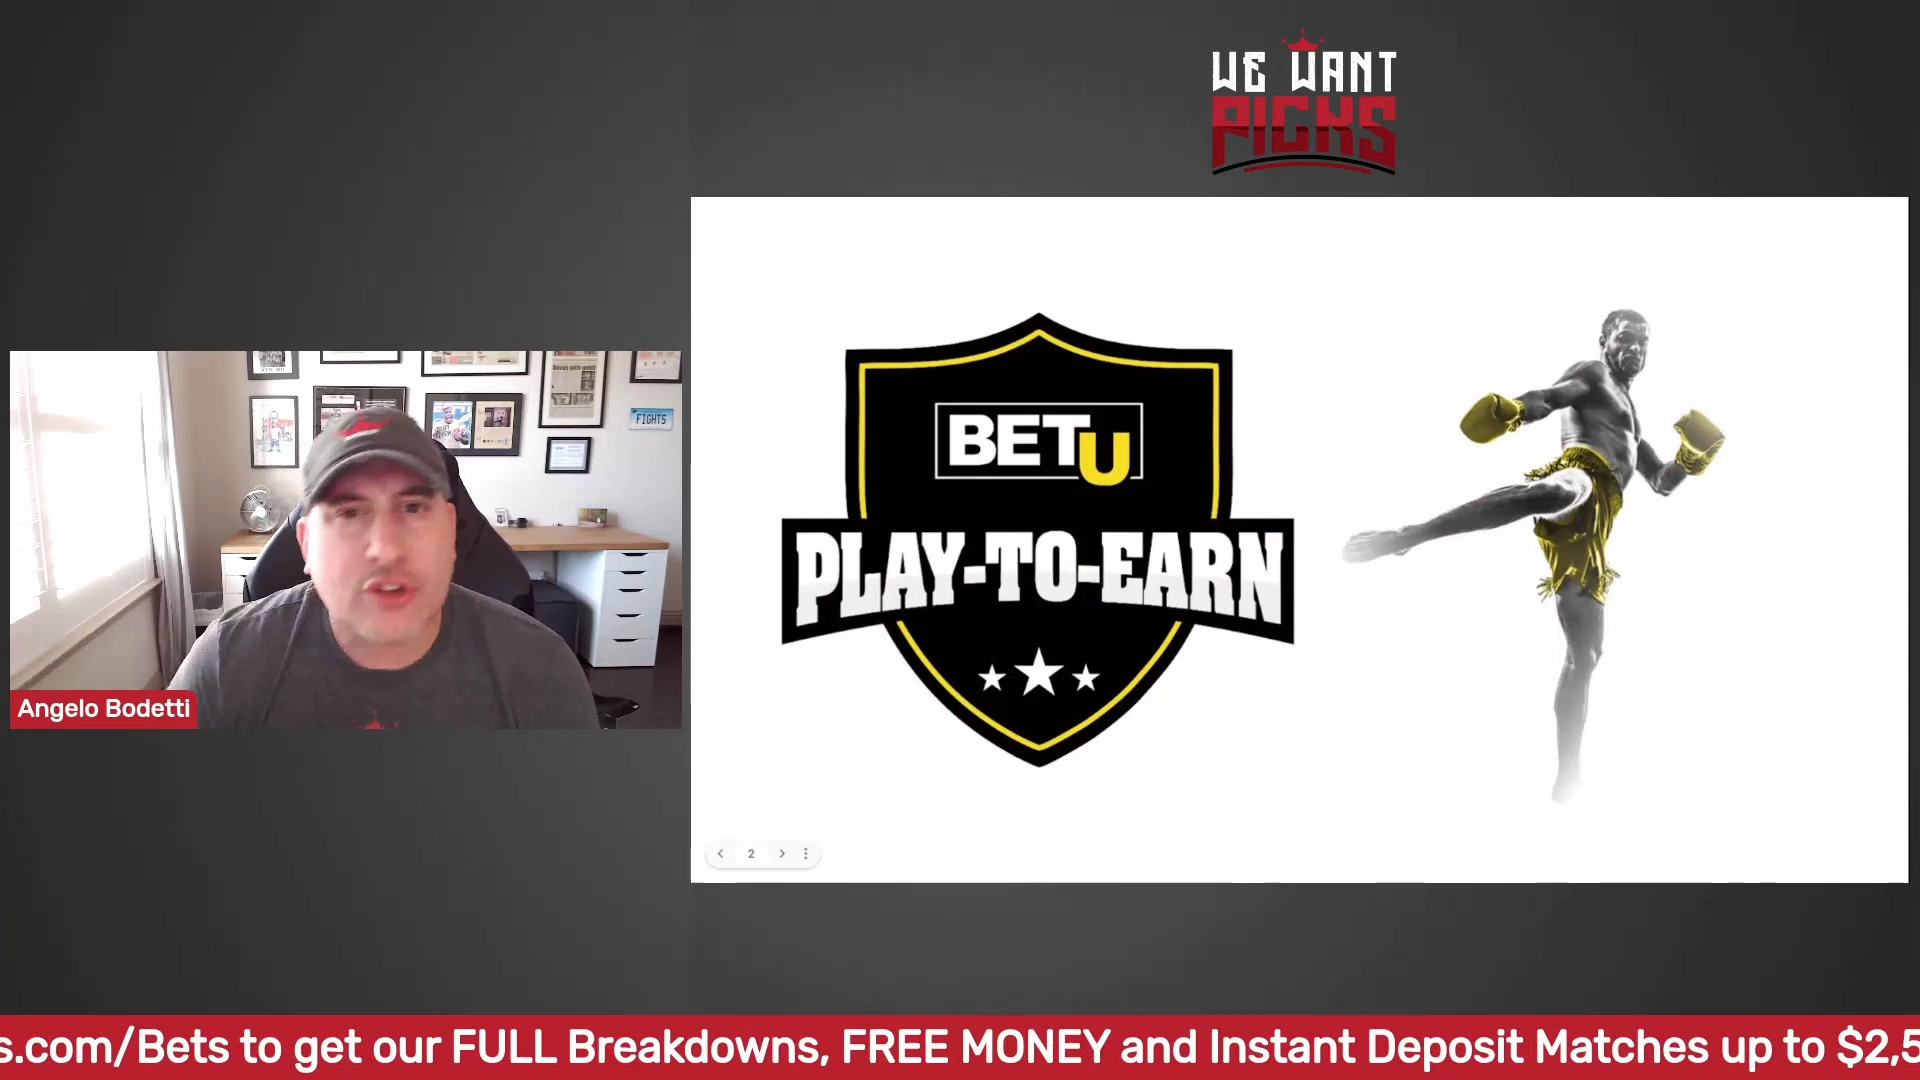 WE WANT
PICKS
FIGHTS
Angelo Bodetti
BETU
PLAY-TO-EARN
2
s.com/Bets to get our FULL Breakdowns, FREE MONEY and Instant Deposit Matches up to $2,5